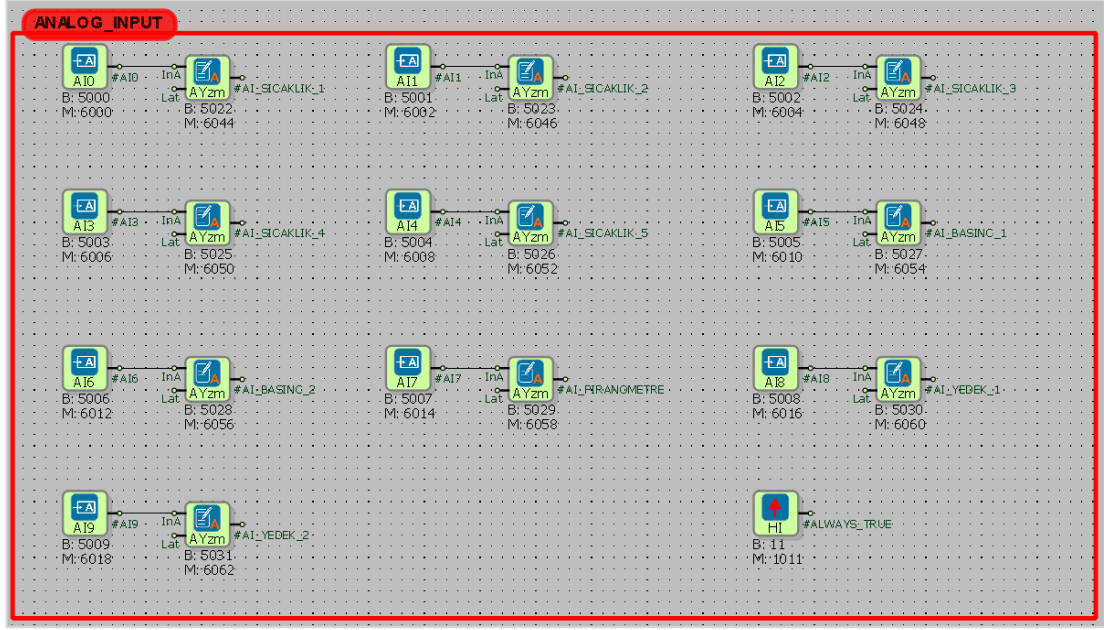 ANALOG_INPUT
AI0
#AI0
B: 5000
M: 6000
InA
Lat
AYzm
#AI_SICAKLIK_1
B: 5022
M: 6044
AI1
#AI1
B: 5001
M: 6002
InA
Lat
AYzm
#AI_SICAKLIK_2
B: 5023
M: 6046
AI2
#AI2
B: 5002
M: 6004
InA
Lat
AYzm
#AI_SICAKLIK_3
B: 5024
M: 6048
AI3
#AI3
B: 5003
M: 6006
InA
Lat
AYzm
#AI_SICAKLIK_4
B: 5025
M: 6050
AI4
#AI4
B: 5004
M: 6008
InA
Lat
AYzm
#AI_SICAKLIK_5
B: 5026
M: 6052
AI5
#AI5
B: 5005
M: 6010
InA
Lat
AYzm
#AI_BASINC_1
B: 5027
M: 6054
AI6
#AI6
B: 5006
M: 6012
InA
Lat
AYzm
#AI_BASINC_2
B: 5028
M: 6056
AI7
#AI7
B: 5007
M: 6014
InA
Lat
AYzm
#AI_PIRANOMETRE
B: 5029
M: 6058
AI8
#AI8
B: 5008
M: 6016
InA
Lat
AYzm
#AI_YEDEK_1
B: 5030
M: 6060
AI9
#AI9
B: 5009
M: 6018
InA
Lat
AYzm
#AI_YEDEK_2
B: 5031
M: 6062
HI
#ALWAYS_TRUE
B: 11
M: 1011